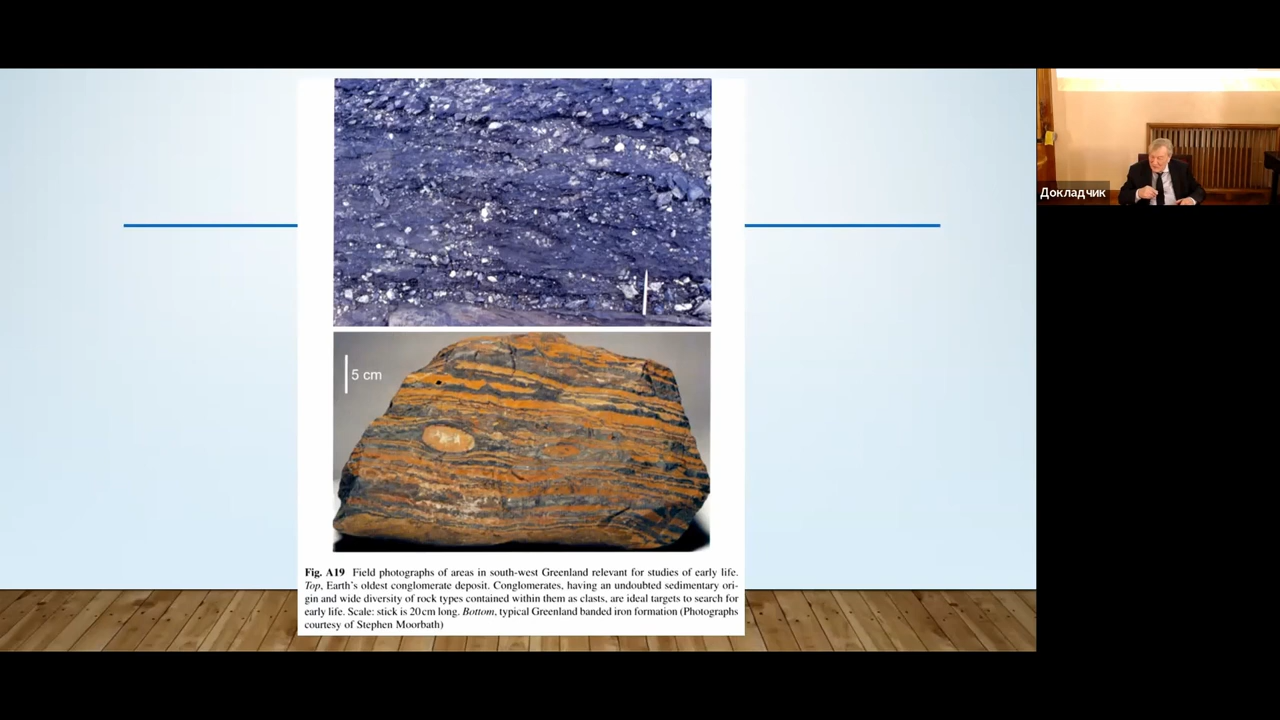 5 cm
Fig. A19 Field photographs of areas in south-west Greenland relevant for studies of early life.
Top, Earth's oldest conglomerate deposit. Conglomerates, having an undoubted sedimentary ori-
gin and wide diversity of rock types contained within them as clasts, are ideal targets to search for
early life. Scale: stick is 20 cm long. Bottom, typical Greenland banded iron formation (Photographs
courtesy of Stephen Moorbath)
Докладчик